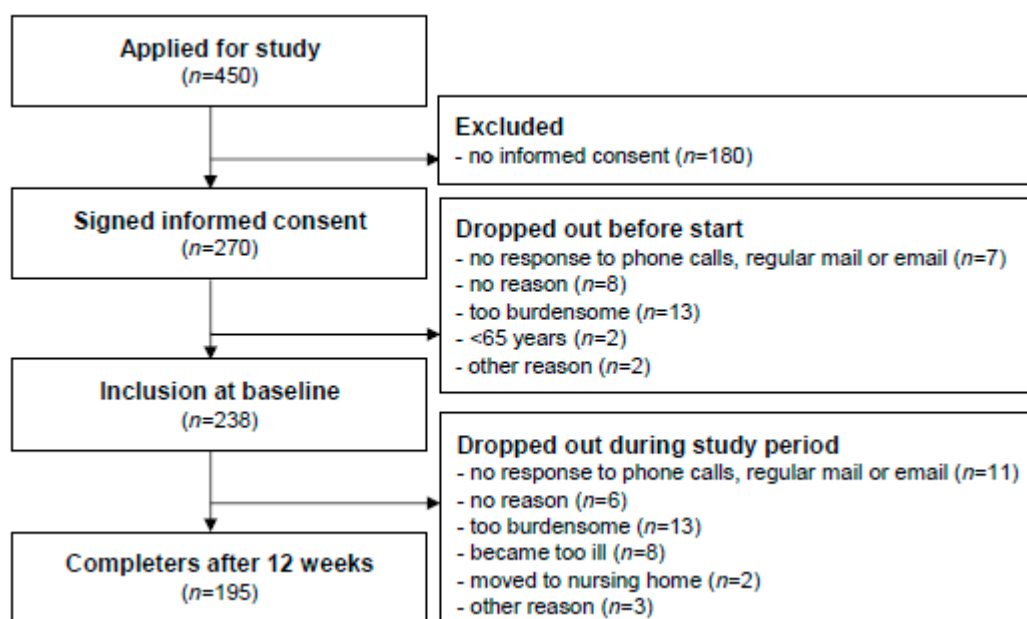 Applied for study
(n=450)
Excluded
- no informed consent (n=180)
Signed informed consent
(n=270)
Dropped out before start
- no response to phone calls, regular mail or email (n=7)
- no reason (n=8)
- too burdensome (n=13)
- <65 years (n=2)
- other reason (n=2)
Inclusion at baseline
(n=238)
Dropped out during study period
- no response to phone calls, regular mail or email (n=11)
- no reason (n=6)
- too burdensome (n=13)
- became too ill (n=8)
- moved to nursing home (n=2)
- other reason (n=3)
Completers after 12 weeks
(n=195)